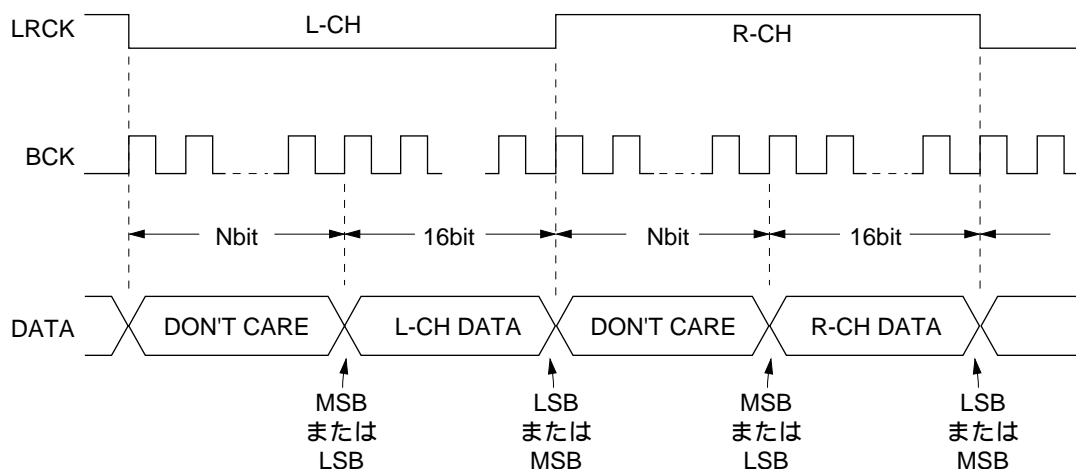 LRCK
L-CH
R-CH
BCK
Nbit
16bit
Nbit
16bit
DATA
DON'T CARE
L-CH DATA
DON'T CARE
R-CH DATA
MSB
または
LSB
LSB
または
MSB
MSB
または
LSB
LSB
または
MSB